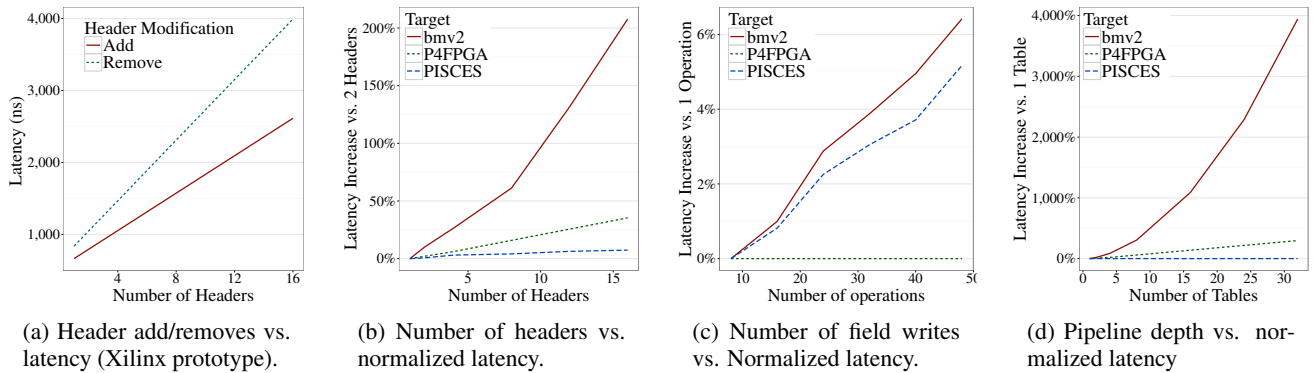 4,000
3,000
2,000
1,000
Latency (ns)
Header Modification
Add
Remove
4
8
12
16
Number of Headers
(a) Header add/removes vs.
latency (Xilinx prototype).
200%
150%
100%
50%
0%
Latency Increase vs. 2 Headers
Target
bmv2
P4FPGA
PISCES
5
10
15
Number of Headers
(b) Number of headers vs.
normalized latency.
6%
4%
2%
0%
Latency Increase vs. 1 Operation
Target
bmv2
P4FPGA
PISCES
10
20
30
40
50
Number of operations
(c) Number of field writes
vs. Normalized latency.
4,000%
3,000%
2,000%
1,000%
0%
Latency Increase vs. 1 Table
Target
bmv2
P4FPGA
PISCES
0
5
10
15
20
25
30
Number of Tables
(d) Pipeline depth vs. nor-
malized latency